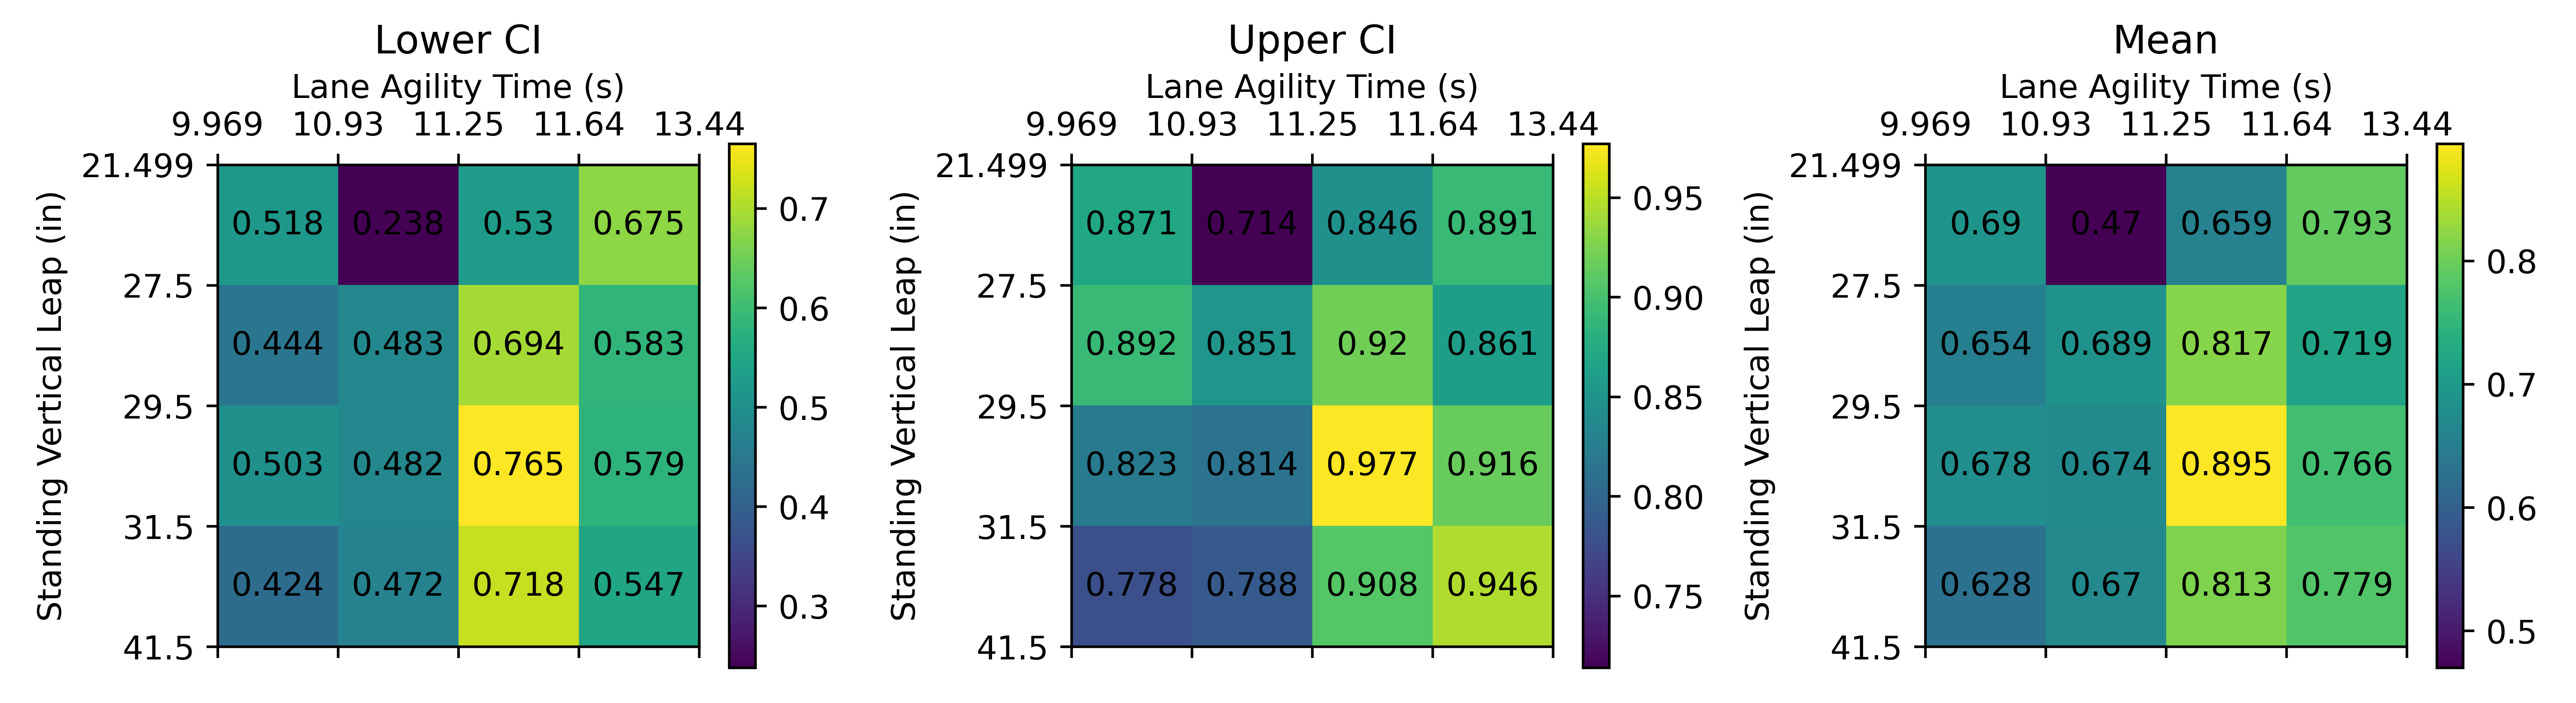 Lower CI
Lane Agility Time (s)
9.969 10.93 11.25 11.64 13.44
Standing Vertical Leap (in)
21.499
27.5
29.5
31.5
41.5
0.518 0.238 0.53 0.675
0.444 0.483 0.694 0.583
0.503 0.482 0.765 0.579
0.424 0.472 0.718 0.547
0.7
0.6
0.5
0.4
0.3
Upper CI
Lane Agility Time (s)
9.969 10.93 11.25 11.64 13.44
Standing Vertical Leap (in)
21.499
27.5
29.5
31.5
41.5
0.871 0.714 0.846 0.891
0.892 0.851 0.92 0.861
0.823 0.814 0.977 0.916
0.778 0.788 0.908 0.946
0.95
0.90
0.85
0.80
0.75
Mean
Lane Agility Time (s)
9.969 10.93 11.25 11.64 13.44
Standing Vertical Leap (in)
21.499
27.5
29.5
31.5
41.5
0.69 0.47 0.659 0.793
0.654 0.689 0.817 0.719
0.678 0.674 0.895 0.766
0.628 0.67 0.813 0.779
0.8
0.7
0.6
0.5